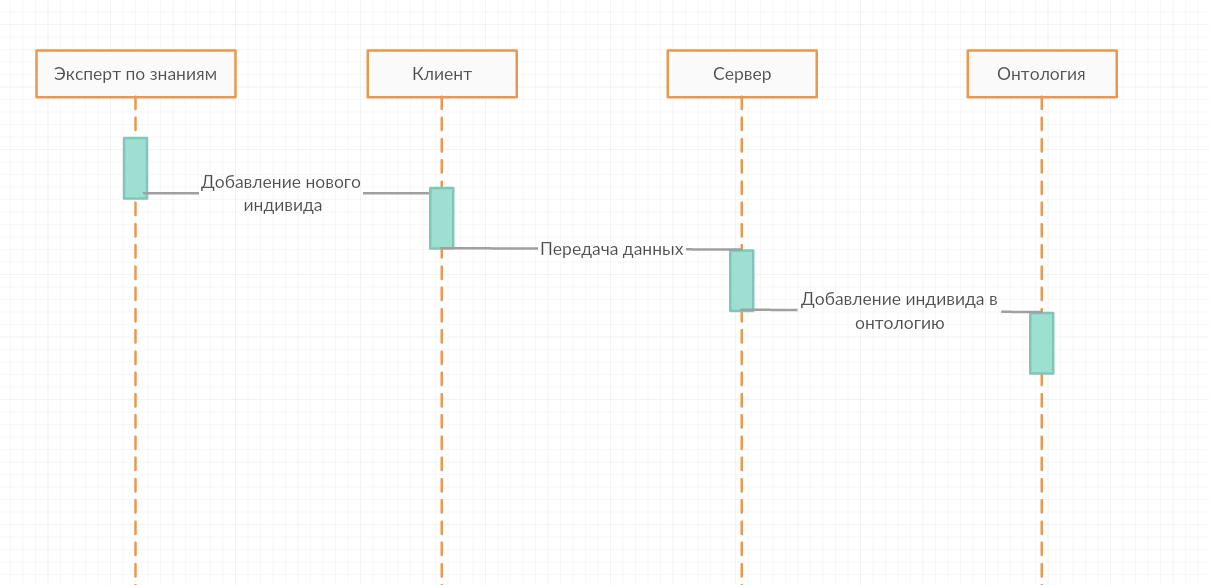 Эксперт по знаниям
Клиент
Сервер
Онтология
Добавление нового
индивида
Передача данных
Добавление индивида в
онтологию